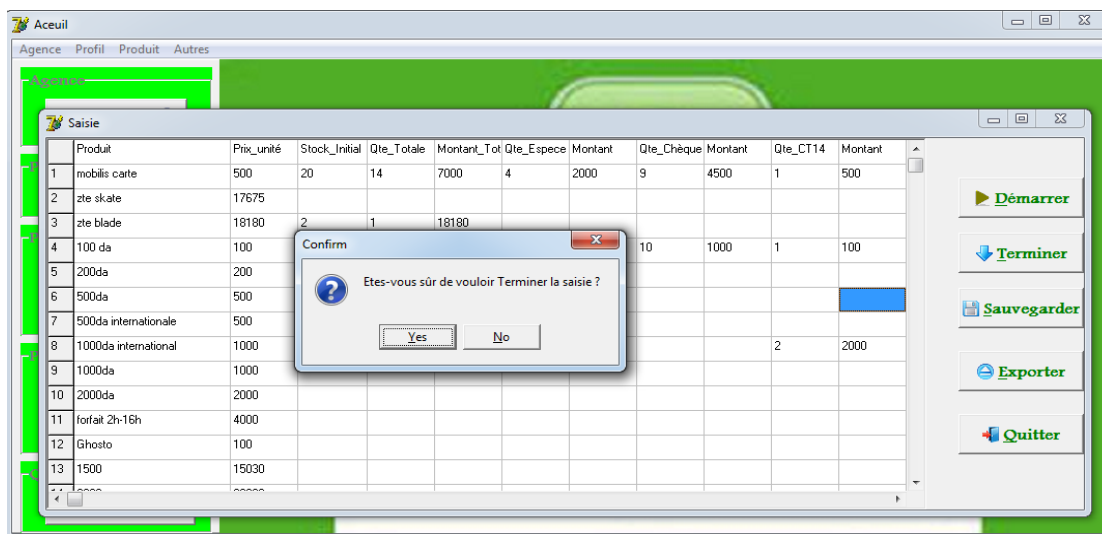 Aceuil
Agence Profil Produit Autres
Agence
Saisie
Produit Prix_unité Stock_Initial Qte_Totale Montant_Tot Qte_Espece Montant Qte_Chèque Montant Qte_CT14 Montant
1 mobilis carte 500 20 14 7000 4 2000 9 4500 1 500
2 zte skate 17675
3 zte blade 18180 2 1 18180
4 100 da 100 10 1000 1 100
5 200da 200
6 500da 500
7 500da internationale 500
8 1000da international 1000 2 2000
9 1000da 1000
10 2000da 2000
11 forfait 2h-16h 4000
12 Ghosto 100
13 1500 15030
Confirm
Etes-vous sûr de vouloir Terminer la saisie ?
Yes No
Démarrer
Terminer
Sauvegarder
Exporter
Quitter